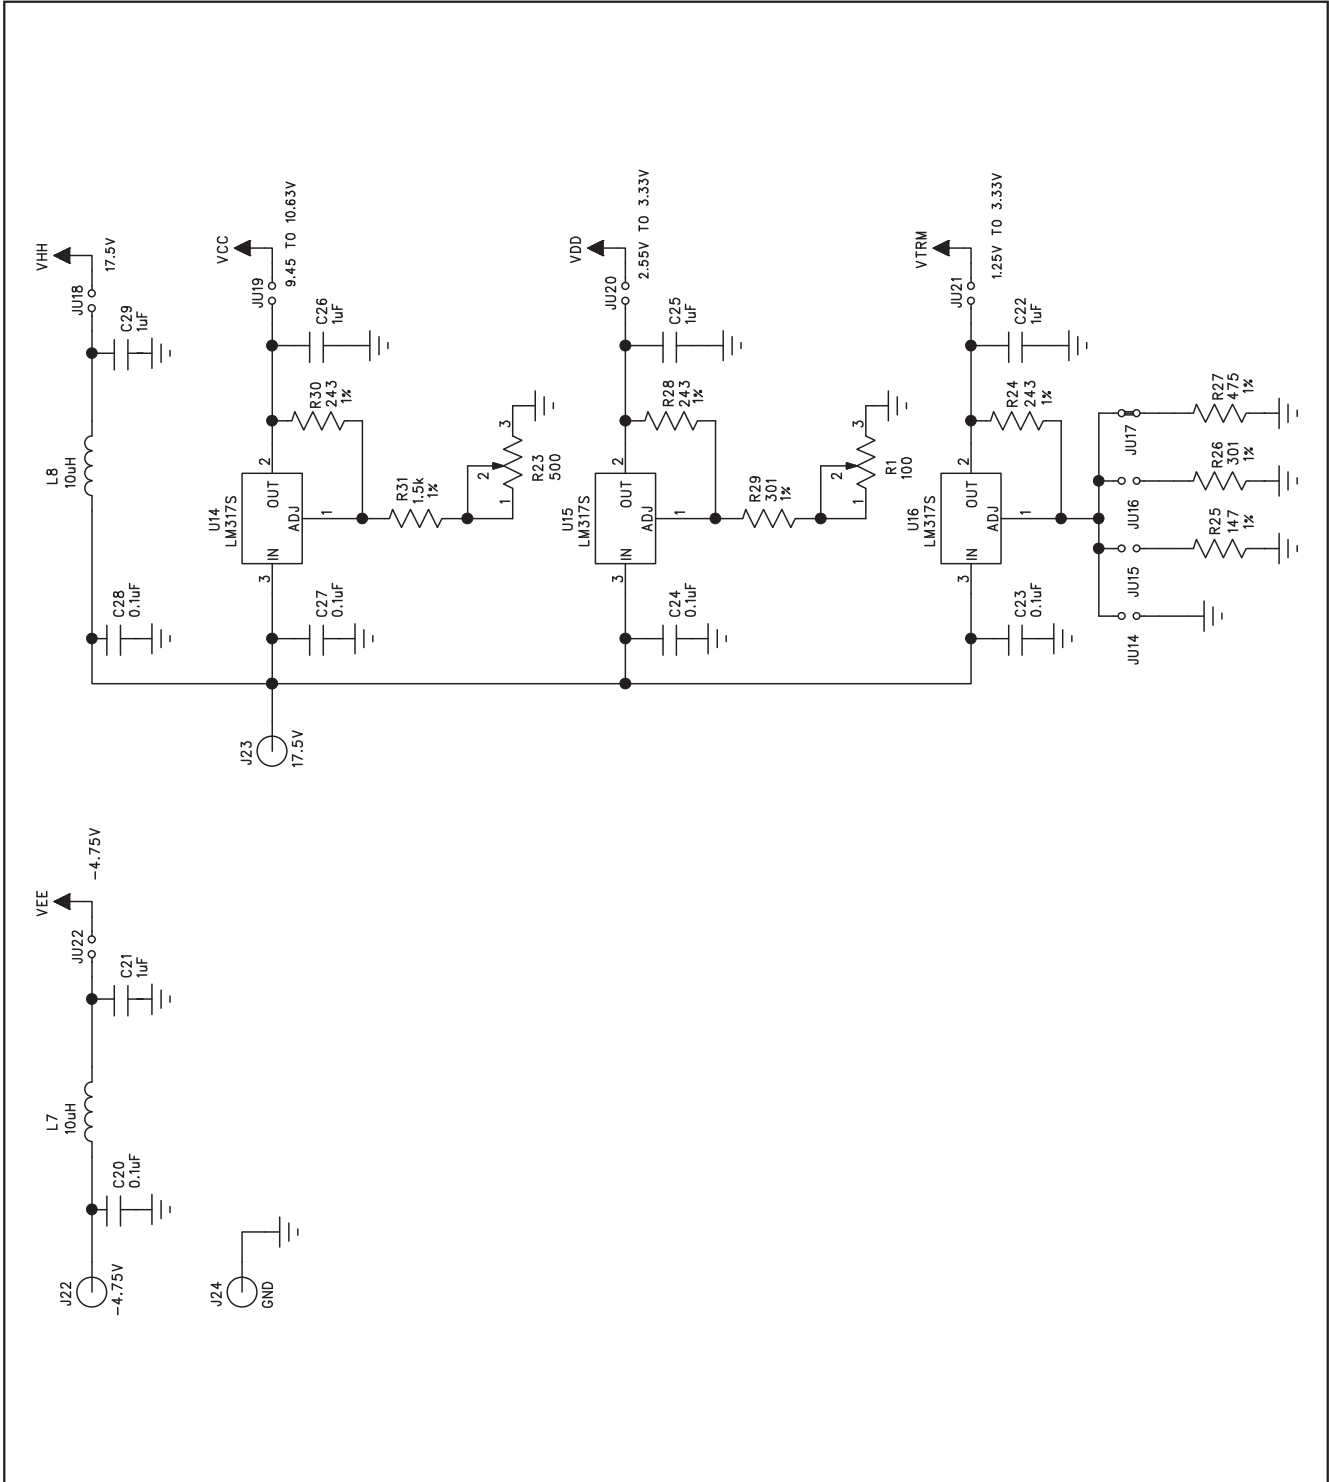 J22
-4.75V
C20
0.1uF
L7
10uH
C21
1uF
JU22
VEE
-4.75V
J24
GND
J23
17.5V
C28
0.1uF
L8
10uH
C29
1uF
JU18
VHH
17.5V
C27
0.1uF
U14
LM317S
3
IN
OUT
2
ADJ
1
R30
243
1%
C26
1uF
JU19
VCC
9.45 TO 10.63V
R31
1.5k
1%
1
2
3
R23
500
C24
0.1uF
U15
LM317S
3
IN
OUT
2
ADJ
1
R28
243
1%
C25
1uF
JU20
VDD
2.55V TO 3.33V
R29
301
1%
1
2
3
R1
100
C23
0.1uF
U16
LM317S
3
IN
OUT
2
ADJ
1
R24
243
1%
C22
1uF
JU21
VTRM
1.25V TO 3.33V
JU14
JU15
JU16
JU17
R25
147
1%
R26
301
1%
R27
475
1%